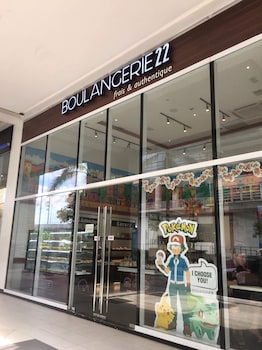 BOULANGERIE22
frais & authentique
POKÉMON
I CHOOSE
YOU!